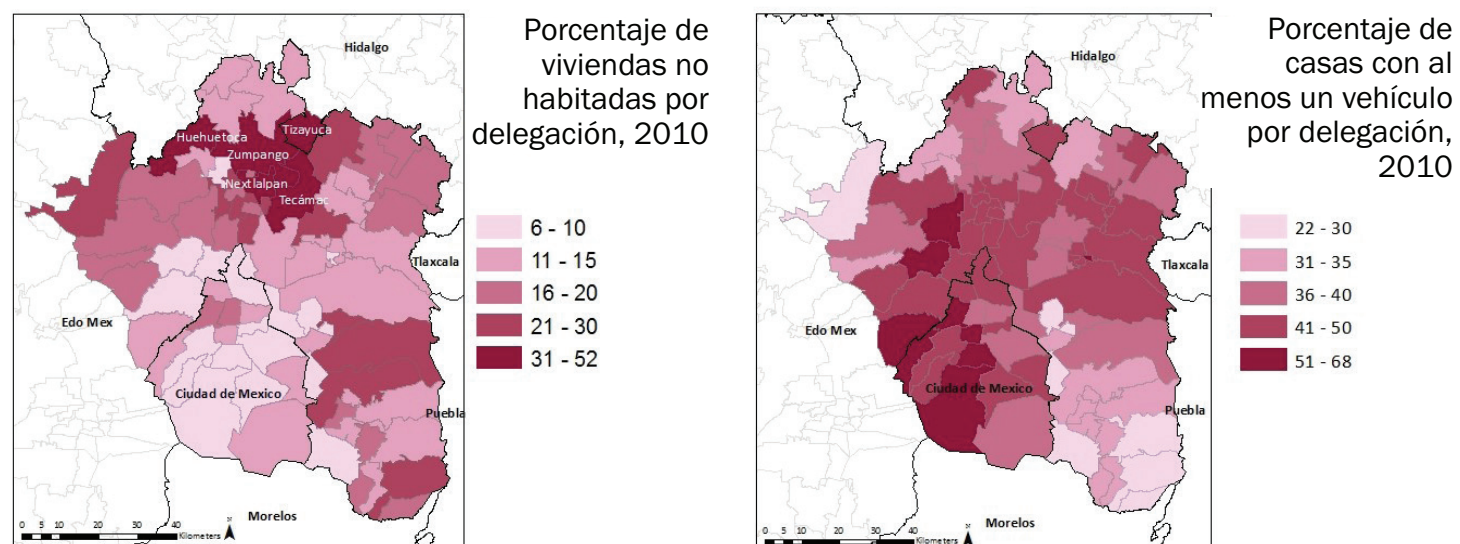 Porcentaje de
viviendas no
habitadas por
delegación, 2010
Hidalgo
Huehuetoca
Tizayuca
Zumpango
Nextlalpan
Tecámac
Tlaxcala
Edo Mex
Ciudad de Mexico
Puebla
Morelos
0 5 10 20 30 40
Kilometers
N
6 - 10
11 - 15
16 - 20
21 - 30
31 - 52
Porcentaje de
casas con al
menos un vehículo
por delegación,
2010
Hidalgo
Tlaxcala
Edo Mex
Ciudad de Mexico
Puebla
Morelos
0 5 10 20 30 40
Kilometers
N
22 - 30
31 - 35
36 - 40
41 - 50
51 - 68